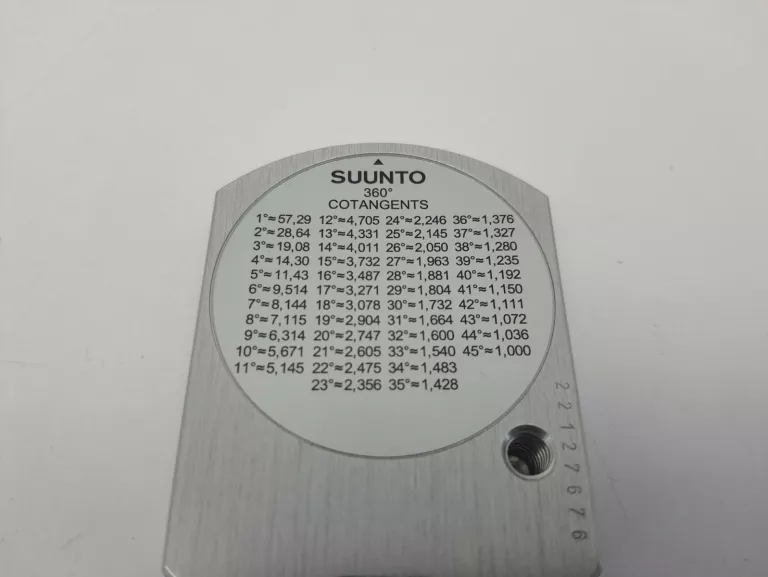 ▲
SUUNTO
360°
COTANGENTS
1°≈57,29 12°≈4,705 24°≈2,246 36°≈1,376
2°≈28,64 13°≈4,331 25°≈2,145 37°≈1,327
3°≈19,08 14°≈4,011 26°≈2,050 38°≈1,280
4°≈14,30 15°≈3,732 27°≈1,963 39°≈1,235
5°≈11,43 16°≈3,487 28°≈1,881 40°≈1,192
6°≈9,514 17°≈3,271 29°≈1,804 41°≈1,150
7°≈8,144 18°≈3,078 30°≈1,732 42°≈1,111
8°≈7,115 19°≈2,904 31°≈1,664 43°≈1,072
9°≈6,314 20°≈2,747 32°≈1,600 44°≈1,036
10°≈5,671 21°≈2,605 33°≈1,540 45°≈1,000
11°≈5,145 22°≈2,475 34°≈1,483
23°≈2,356 35°≈1,428
22127676